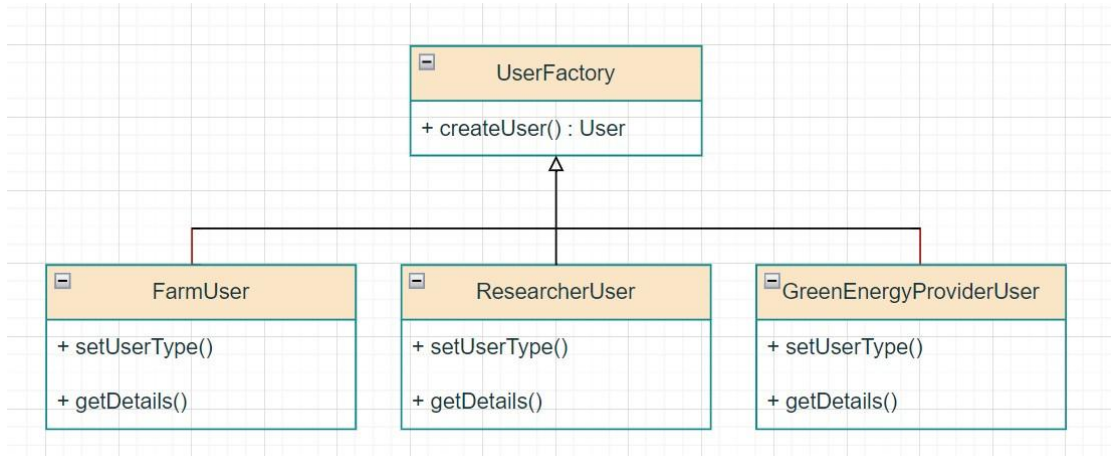 UserFactory
+ createUser() : User
FarmUser
+ setUserType()
+ getDetails()
ResearcherUser
+ setUserType()
+ getDetails()
GreenEnergyProviderUser
+ setUserType()
+ getDetails()